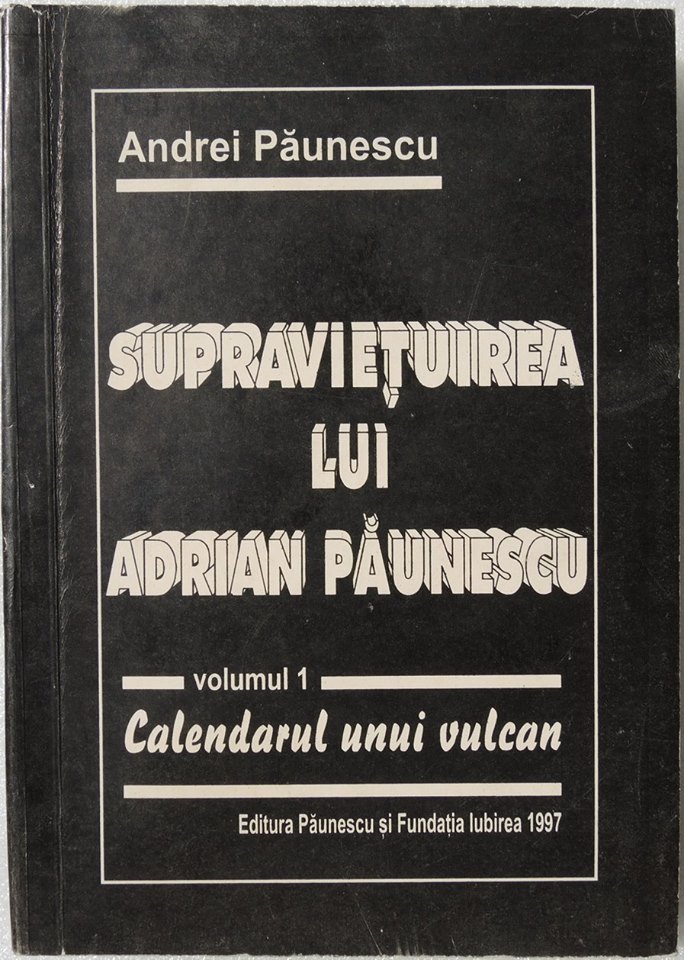 Andrei Păunescu
SUPRAVIEȚUIREA
LUI
ADRIAN PĂUNESCU
volumul 1
Calendarul unui vulcan
Editura Păunescu și Fundația Iubirea 1997